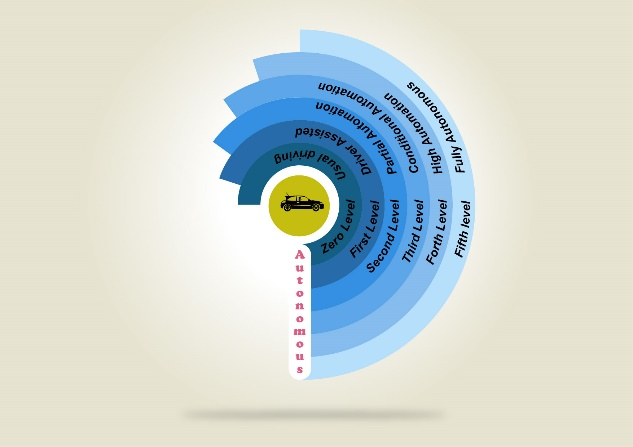 Fully Autonomous
High Automation
Conditional Automation
Partial Automation
Driver Assisted
Usual driving
Zero Level
First Level
Second Level
Third Level
Forth Level
Fifth level
Autonomous